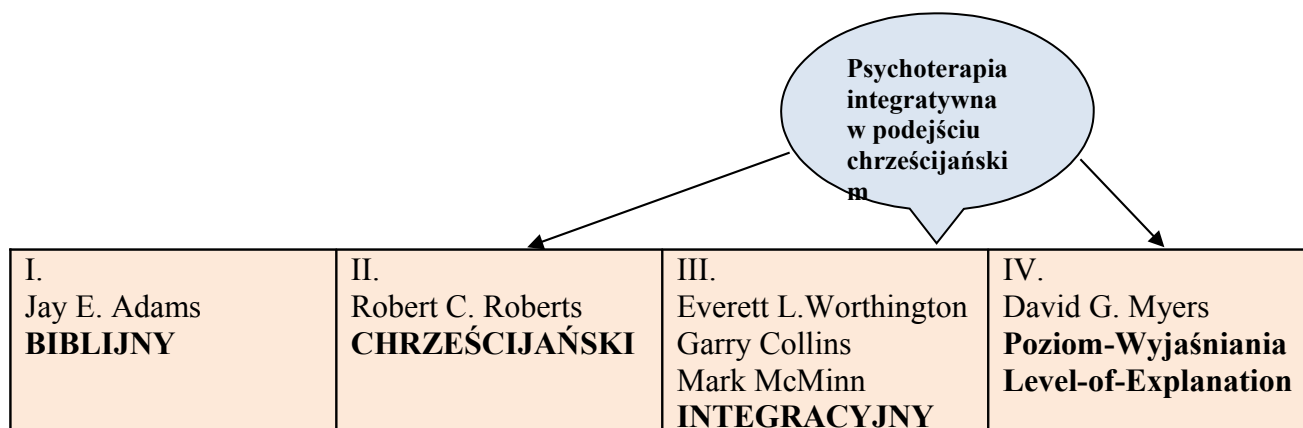 Psychoterapia
integratywna
w podejściu
chrześcijański
m
I.
Jay E. Adams
BIBLIJNY
II.
Robert C. Roberts
CHRZEŚCIJAŃSKI
III.
Everett L.Worthington
Garry Collins
Mark McMinn
INTEGRACYJNY
IV.
David G. Myers
Poziom-Wyjaśniania
Level-of-Explanation